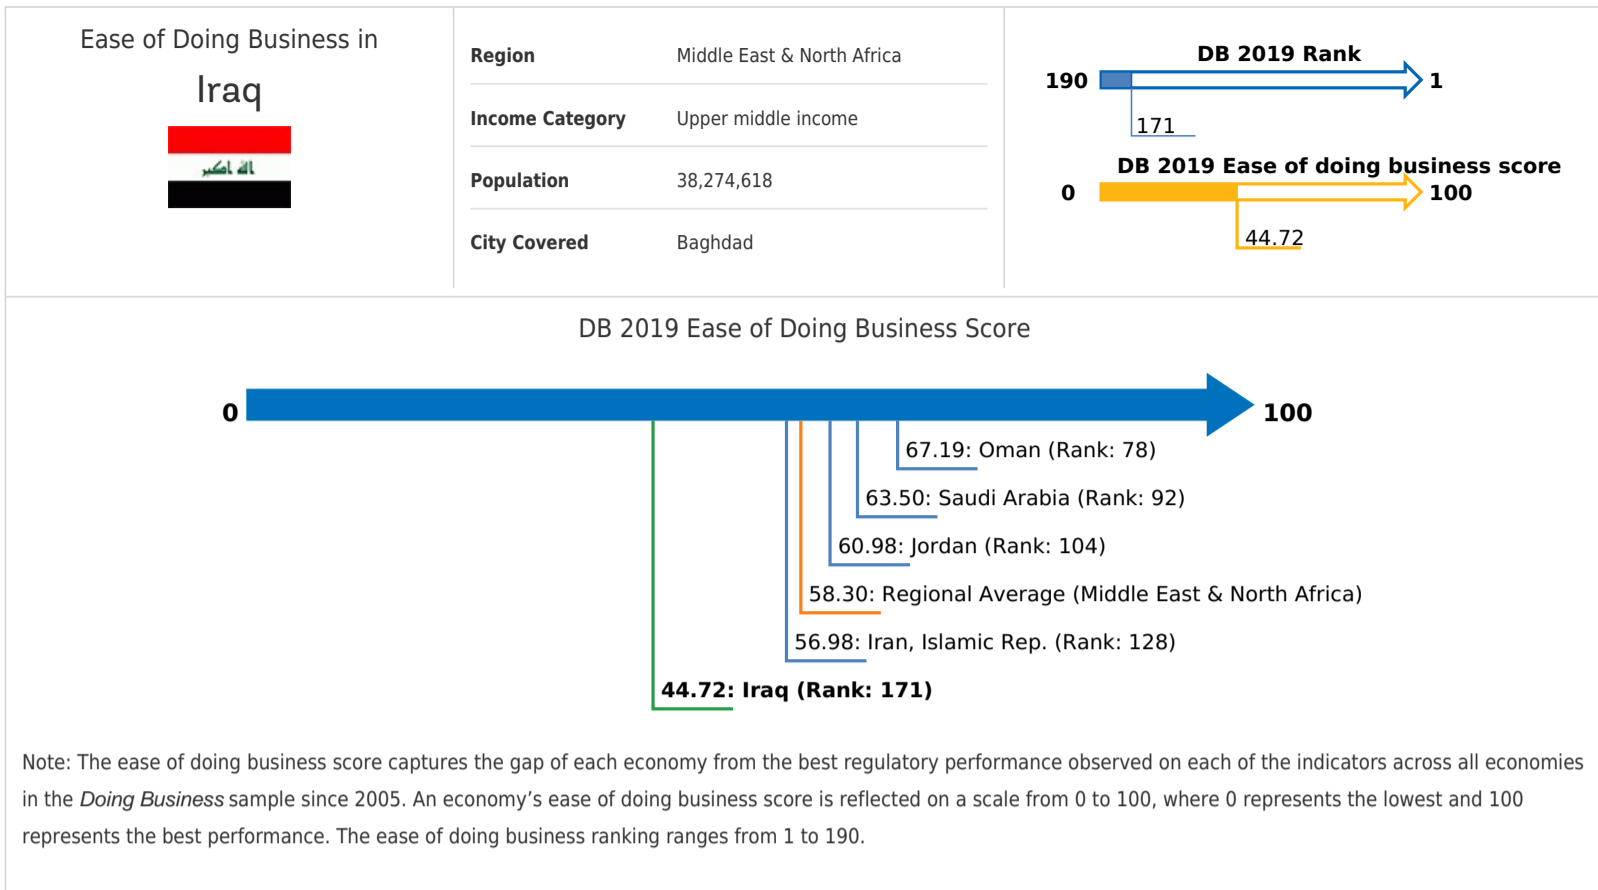 Ease of Doing Business in
Iraq
الله اكبر
Region Middle East & North Africa
Income Category Upper middle income
Population 38,274,618
City Covered Baghdad
DB 2019 Rank
190 1
171
DB 2019 Ease of doing business score
0 100
44.72
DB 2019 Ease of Doing Business Score
0 100
67.19: Oman (Rank: 78)
63.50: Saudi Arabia (Rank: 92)
60.98: Jordan (Rank: 104)
58.30: Regional Average (Middle East & North Africa)
56.98: Iran, Islamic Rep. (Rank: 128)
44.72: Iraq (Rank: 171)
Note: The ease of doing business score captures the gap of each economy from the best regulatory performance observed on each of the indicators across all economies
in the Doing Business sample since 2005. An economy’s ease of doing business score is reflected on a scale from 0 to 100, where 0 represents the lowest and 100
represents the best performance. The ease of doing business ranking ranges from 1 to 190.